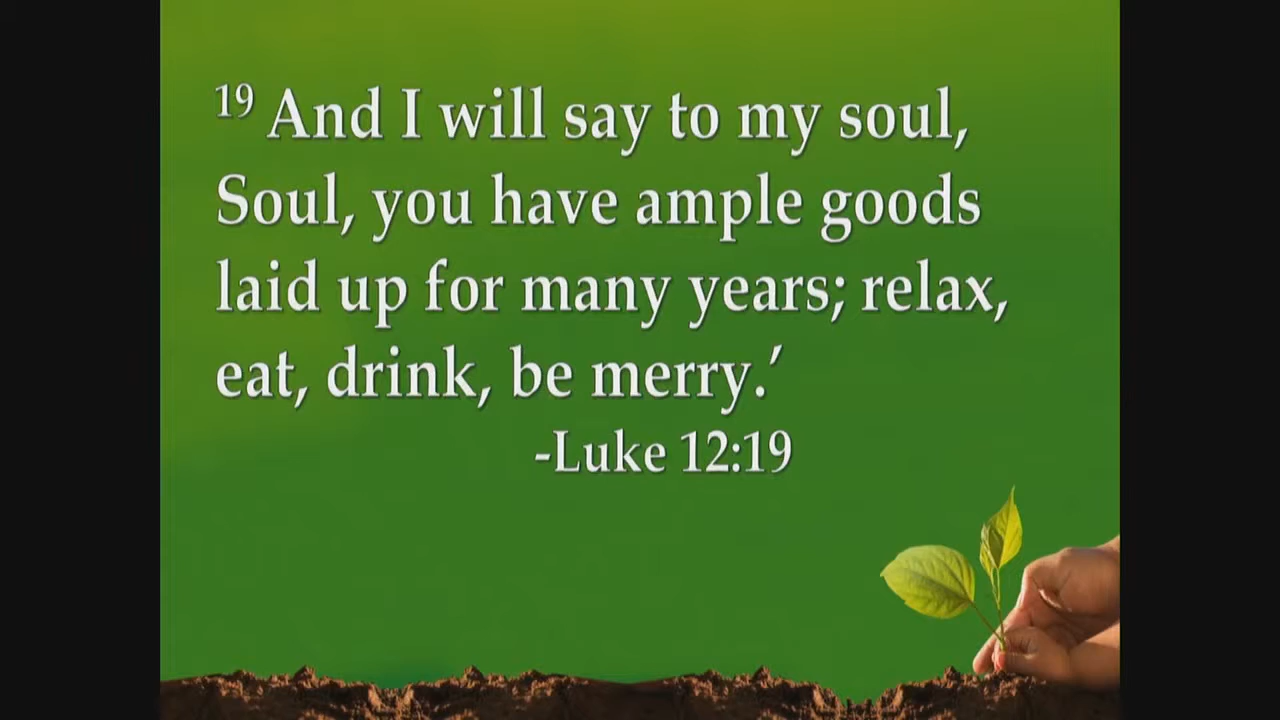 19 And I will say to my soul,
Soul, you have ample goods
laid up for many years; relax,
eat, drink, be merry.’
-Luke 12:19